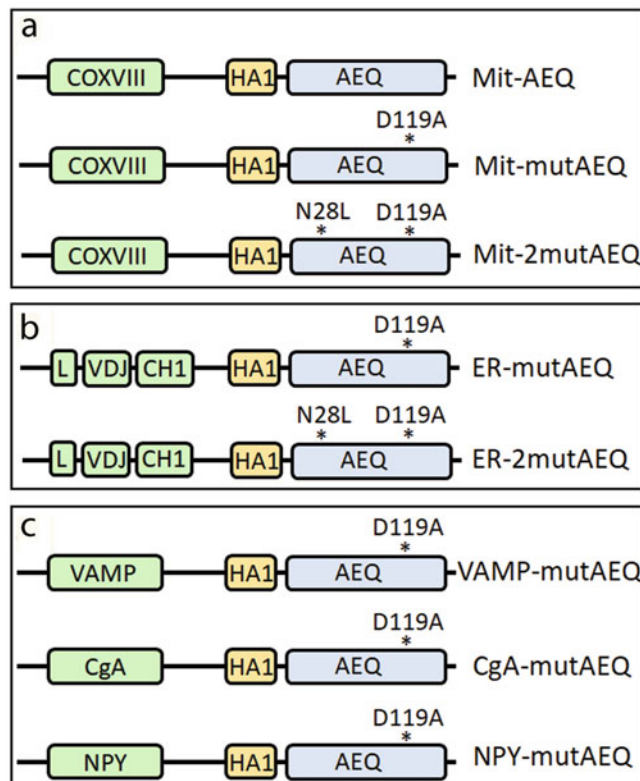 a
COXVIII HA1 AEQ Mit-AEQ
D119A
*
COXVIII HA1 AEQ Mit-mutAEQ
N28L D119A
* *
COXVIII HA1 AEQ Mit-2mutAEQ
b
D119A
*
L VDJ CH1 HA1 AEQ ER-mutAEQ
N28L D119A
* *
L VDJ CH1 HA1 AEQ ER-2mutAEQ
c
D119A
*
VAMP HA1 AEQ VAMP-mutAEQ
D119A
*
CgA HA1 AEQ CgA-mutAEQ
D119A
*
NPY HA1 AEQ NPY-mutAEQ